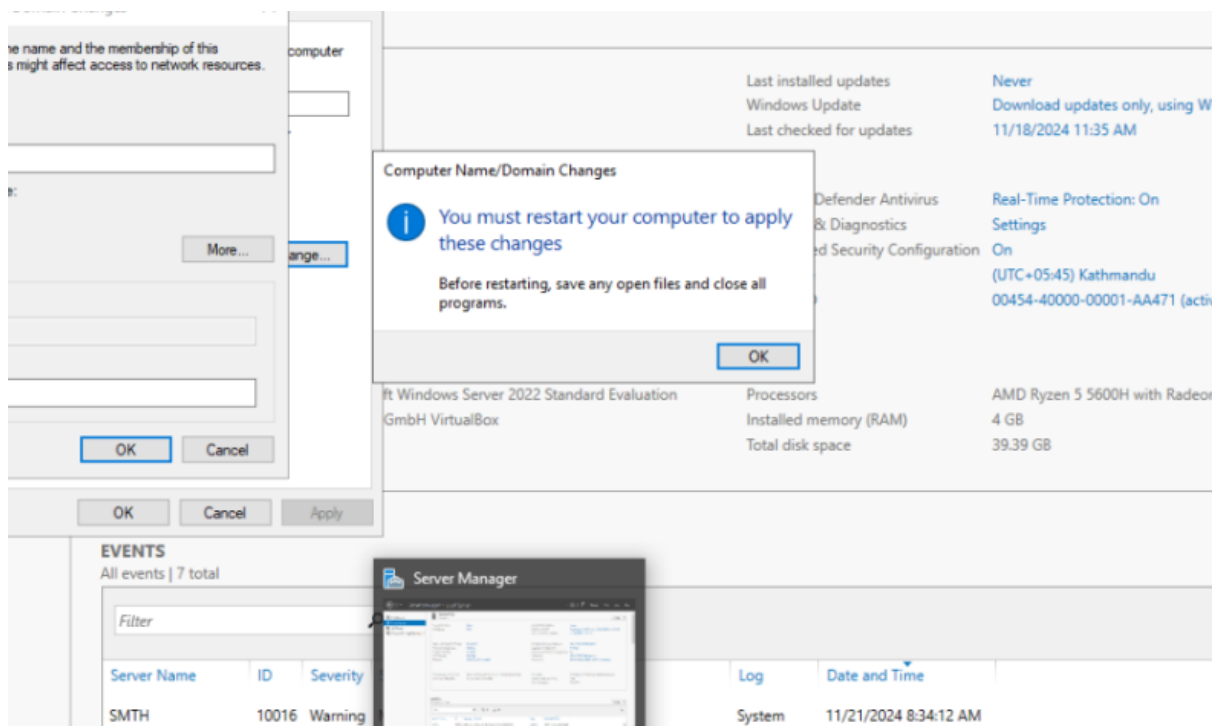 Domain Changes
ne name and the membership of this
s might affect access to network resources.
computer
e:
More...
ange...
OK
Cancel
OK
Cancel
Apply
Last installed updates
Never
Windows Update
Download updates only, using W
Last checked for updates
11/18/2024 11:35 AM
Computer Name/Domain Changes
You must restart your computer to apply
these changes
Before restarting, save any open files and close all
programs.
OK
Defender Antivirus
Real-Time Protection: On
& Diagnostics
Settings
ed Security Configuration
On
(UTC+05:45) Kathmandu
00454-40000-00001-AA471 (activ
ft Windows Server 2022 Standard Evaluation
Processors
AMD Ryzen 5 5600H with Radeon
GmbH VirtualBox
Installed memory (RAM)
4 GB
Total disk space
39.39 GB
EVENTS
All events | 7 total
Filter
Server Manager
Server Name
ID
Severity
Log
Date and Time
SMTH
10016
Warning
System
11/21/2024 8:34:12 AM